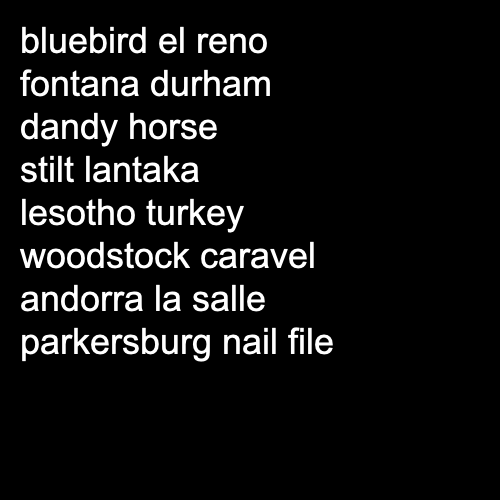 bluebird el reno
fontana durham
dandy horse
stilt lantaka
lesotho turkey
woodstock caravel
andorra la salle
parkersburg nail file